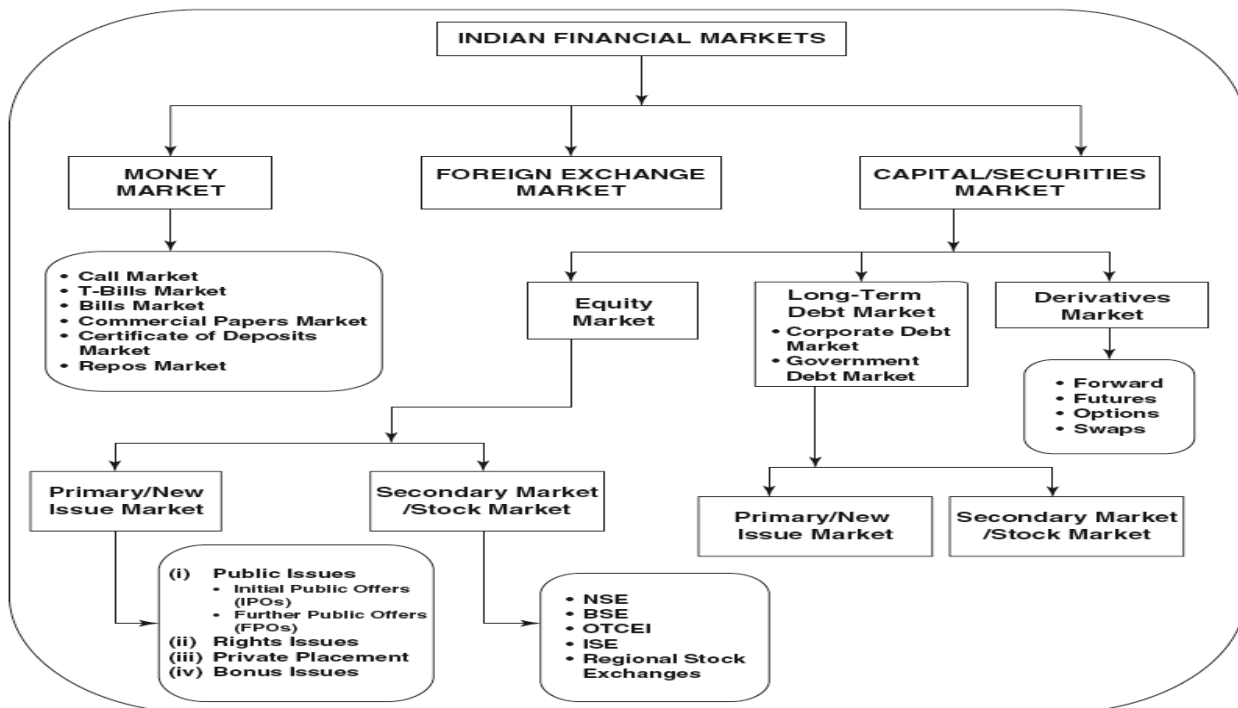 INDIAN FINANCIAL MARKETS
MONEY
MARKET
FOREIGN EXCHANGE
MARKET
CAPITAL/SECURITIES
MARKET
• Call Market
• T-Bills Market
• Bills Market
• Commercial Papers Market
• Certificate of Deposits
Market
• Repos Market
Equity
Market
Long-Term
Debt Market
• Corporate Debt
Market
• Government
Debt Market
Derivatives
Market
• Forward
• Futures
• Options
• Swaps
Primary/New
Issue Market
Secondary Market
/Stock Market
Primary/New
Issue Market
Secondary Market
/Stock Market
(i) Public Issues
• Initial Public Offers
(IPOs)
• Further Public Offers
(FPOs)
(ii) Rights Issues
(iii) Private Placement
(iv) Bonus Issues
• NSE
• BSE
• OTCEI
• ISE
• Regional Stock
Exchanges